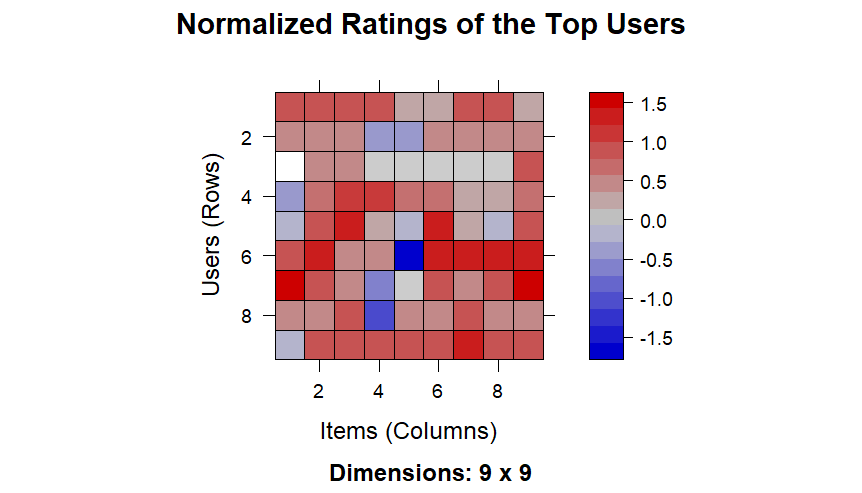 Normalized Ratings of the Top Users
Users (Rows)
2
4
6
8
2 4 6 8
Items (Columns)
Dimensions: 9 x 9
1.5
1.0
0.5
0.0
-0.5
-1.0
-1.5